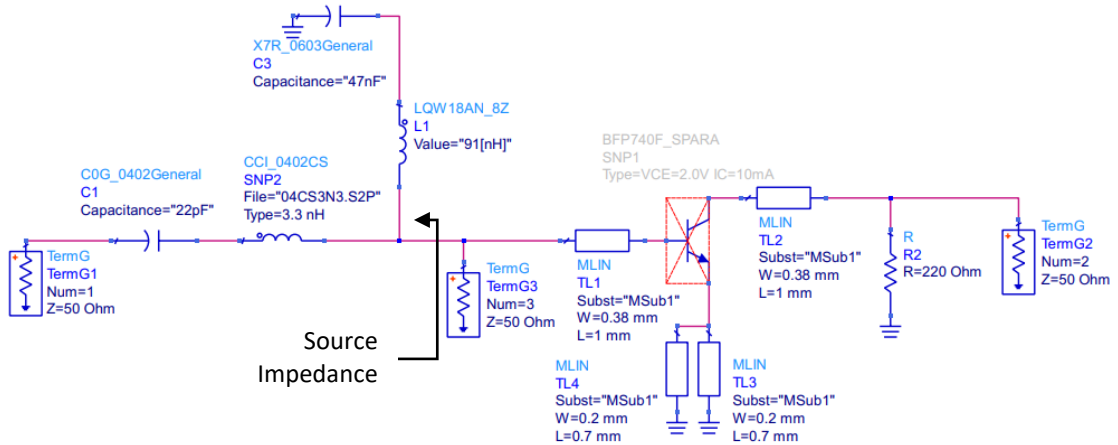 X7R_0603General
C3
Capacitance="47nF"
LQW18AN_8Z
L1
Value="91[nH]"
C0G_0402General
C1
Capacitance="22pF"
CCI_0402CS
SNP2
File="04CS3N3.S2P"
Type=3.3 nH
BFP740F_SPARA
SNP1
Type=VCE=2.0V IC=10mA
+
TermG
TermG1
Num=1
Z=50 Ohm
+
TermG
TermG3
Num=3
Z=50 Ohm
MLIN
TL1
Subst="MSub1"
W=0.38 mm
L=1 mm
MLIN
TL2
Subst="MSub1"
W=0.38 mm
L=1 mm
R
R2
R=220 Ohm
+
TermG
TermG2
Num=2
Z=50 Ohm
Source
Impedance
MLIN
TL4
Subst="MSub1"
W=0.2 mm
L=0.7 mm
MLIN
TL3
Subst="MSub1"
W=0.2 mm
L=0.7 mm